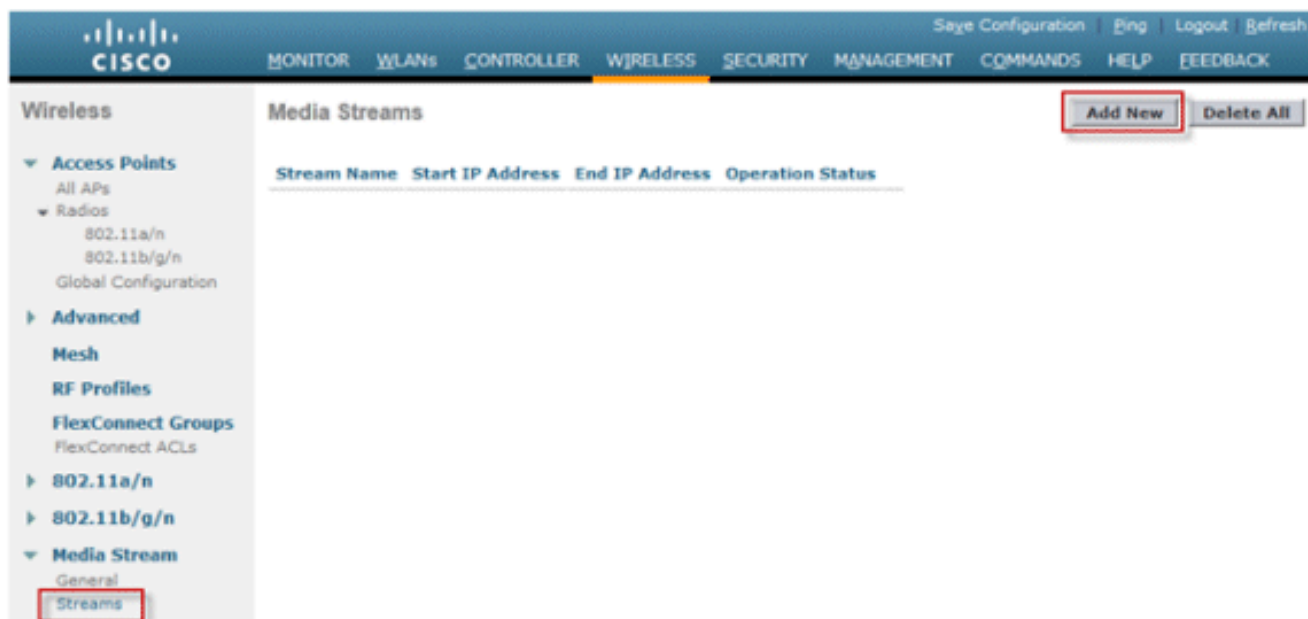 Save Configuration | Ping | Logout | Refresh
CISCO
MONITOR WLANs CONTROLLER WIRELESS SECURITY MANAGEMENT COMMANDS HELP FEEDBACK
Wireless
Access Points
All APs
Radios
802.11a/n
802.11b/g/n
Global Configuration
Advanced
Mesh
RF Profiles
FlexConnect Groups
FlexConnect ACLs
802.11a/n
802.11b/g/n
Media Stream
General
Streams
Media Streams
Add New Delete All
Stream Name Start IP Address End IP Address Operation Status